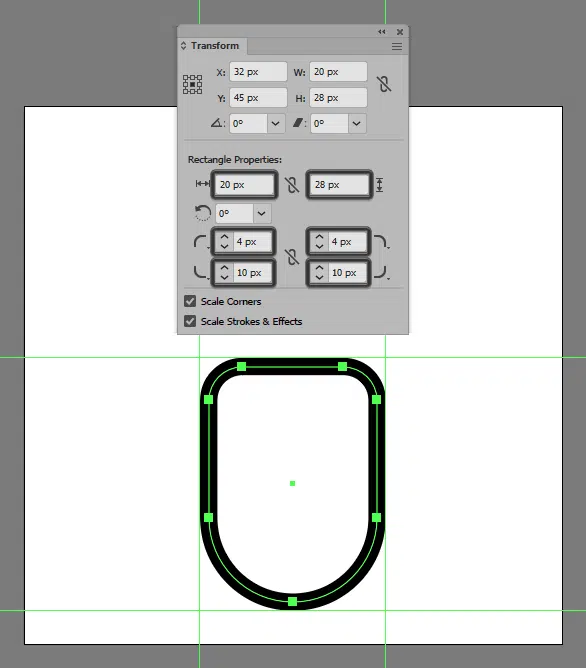 Transform
X: 32 px W: 20 px
Y: 45 px H: 28 px
: 0° : 0°
Rectangle Properties:
20 px 28 px
0°
4 px 4 px
10 px 10 px
Scale Corners
Scale Strokes & Effects